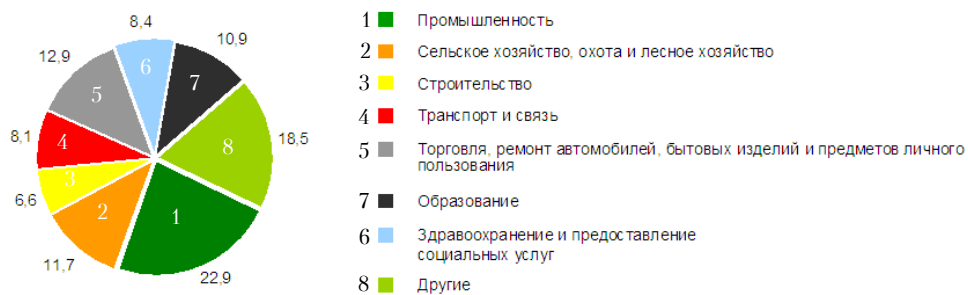 8,4
10,9
12,9
6
7
5
8,1
4
8
18,5
3
6,6
2
1
11,7
22,9
1 Промышленность
2 Сельское хозяйство, охота и лесное хозяйство
3 Строительство
4 Транспорт и связь
5 Торговля, ремонт автомобилей, бытовых изделий и предметов личного
пользования
7 Образование
6 Здравоохранение и предоставление
социальных услуг
8 Другие